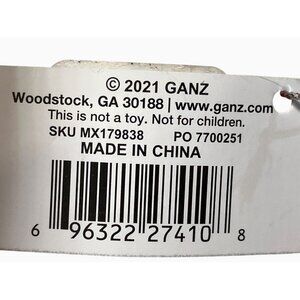 © 2021 GANZ
Woodstock, GA 30188 | www.ganz.com
This is not a toy. Not for children.
SKU MX179838 PO 7700251
MADE IN CHINA
6 96322 27410 8